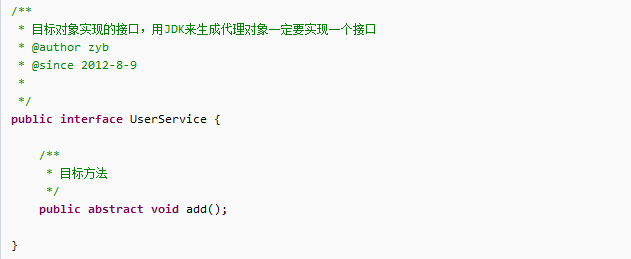 /**
 * 目标对象实现的接口，用JDK来生成代理对象一定要实现一个接口
 * @author zyb
 * @since 2012-8-9
 *
 */
public interface UserService {
    /**
     * 目标方法
     */
    public abstract void add();
}